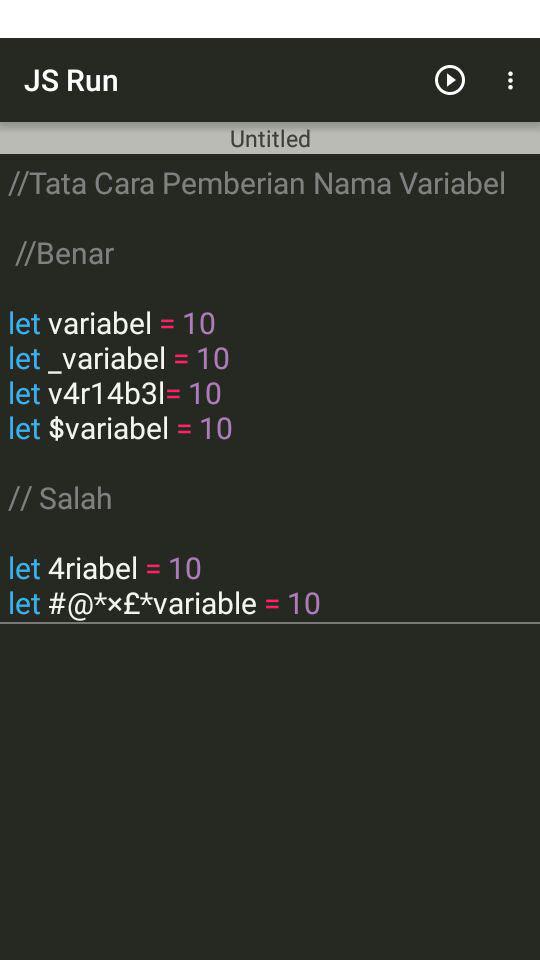 JS Run
Untitled
//Tata Cara Pemberian Nama Variabel
//Benar
let variabel = 10
let _variabel = 10
let v4r14b3l= 10
let $variabel = 10
// Salah
let 4riabel = 10
let #@*×£*variable = 10